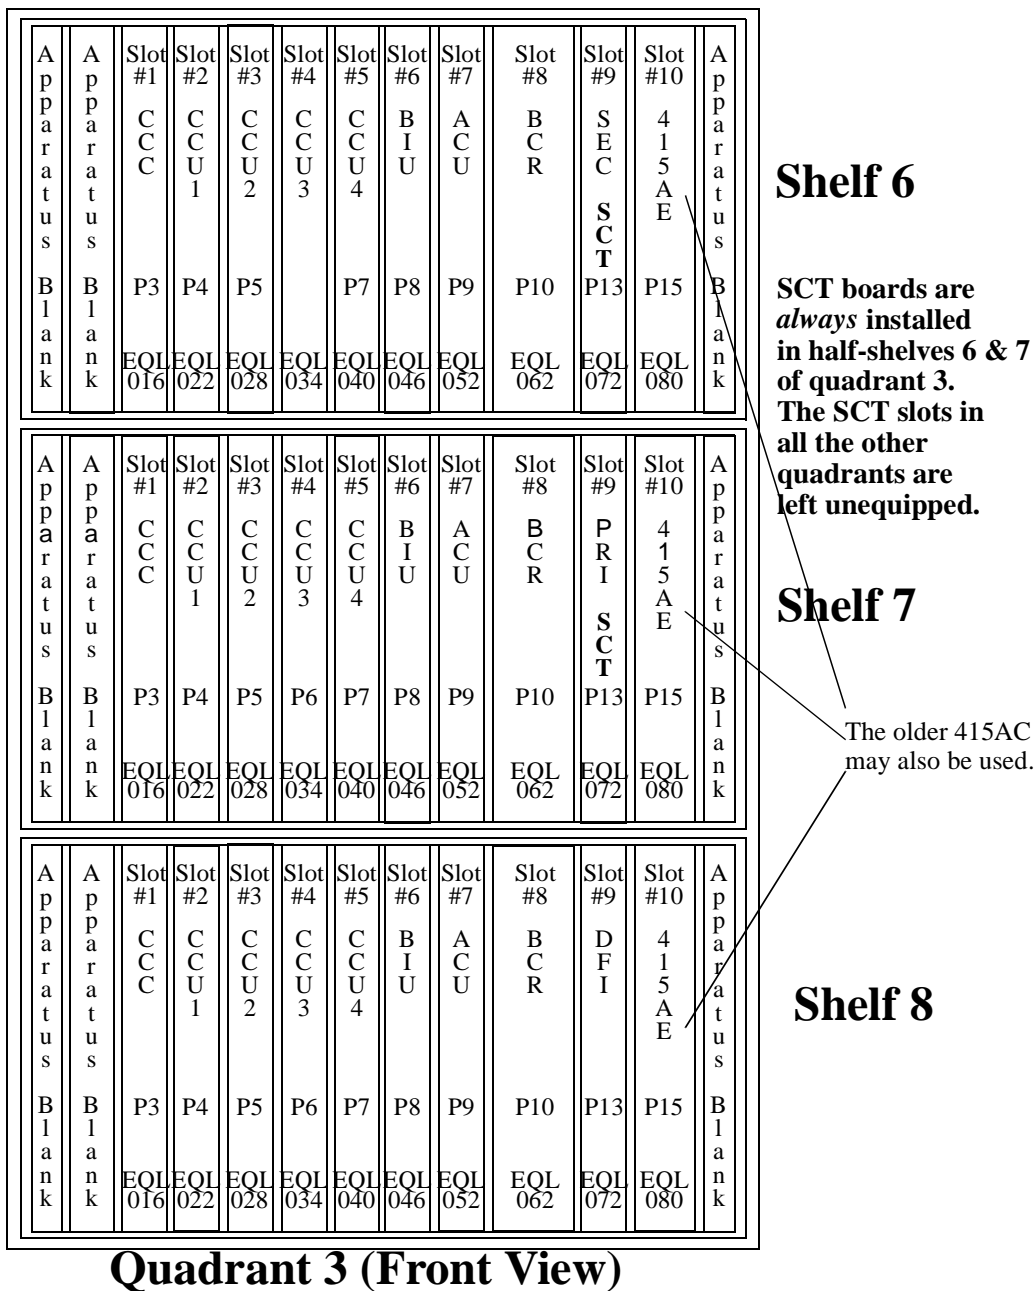 Apparatus Blank
Apparatus Blank
Slot #1 CCC P3 EQL 016
Slot #2 CCU1 P4 EQL 022
Slot #3 CCU2 P5 EQL 028
Slot #4 CCU3 EQL 034
Slot #5 CCU4 P7 EQL 040
Slot #6 BIU P8 EQL 046
Slot #7 ACU P9 EQL 052
Slot #8 BCR P10 EQL 062
Slot #9 SEC SCT P13 EQL 072
Slot #10 415AE P15 EQL 080
Apparatus Blank
Shelf 6
SCT boards are
always installed
in half-shelves 6 & 7
of quadrant 3.
The SCT slots in
all the other
quadrants are
left unequipped.
Apparatus Blank
Apparatus Blank
Slot #1 CCC P3 EQL 016
Slot #2 CCU1 P4 EQL 022
Slot #3 CCU2 P5 EQL 028
Slot #4 CCU3 P6 EQL 034
Slot #5 CCU4 P7 EQL 040
Slot #6 BIU P8 EQL 046
Slot #7 ACU P9 EQL 052
Slot #8 BCR P10 EQL 062
Slot #9 PRI SCT P13 EQL 072
Slot #10 415AE P15 EQL 080
Apparatus Blank
Shelf 7
The older 415AC
may also be used.
Apparatus Blank
Apparatus Blank
Slot #1 CCC P3 EQL 016
Slot #2 CCU1 P4 EQL 022
Slot #3 CCU2 P5 EQL 028
Slot #4 CCU3 P6 EQL 034
Slot #5 CCU4 P7 EQL 040
Slot #6 BIU P8 EQL 046
Slot #7 ACU P9 EQL 052
Slot #8 BCR P10 EQL 062
Slot #9 DFI P13 EQL 072
Slot #10 415AE P15 EQL 080
Apparatus Blank
Shelf 8
Quadrant 3 (Front View)